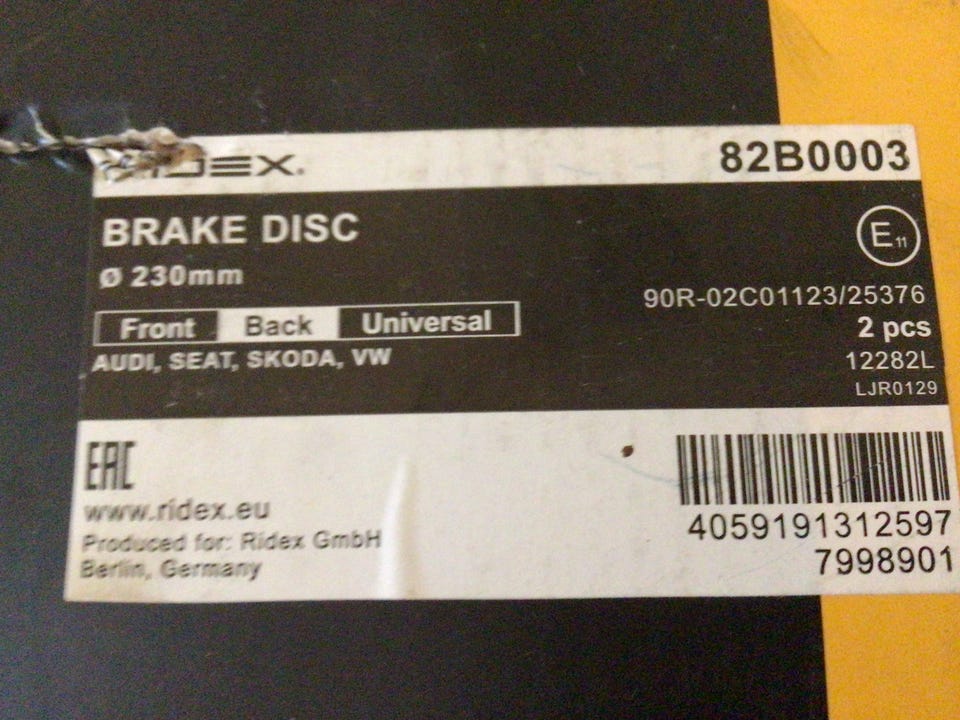 RIDEX. 82B0003
BRAKE DISC
E11
Ø 230mm
90R-02C01123/25376
Front Back Universal
2 pcs
AUDI, SEAT, SKODA, VW
12282L
LJR0129
EAC
www.ridex.eu
4059191312597
Produced for: Ridex GmbH
7998901
Berlin, Germany